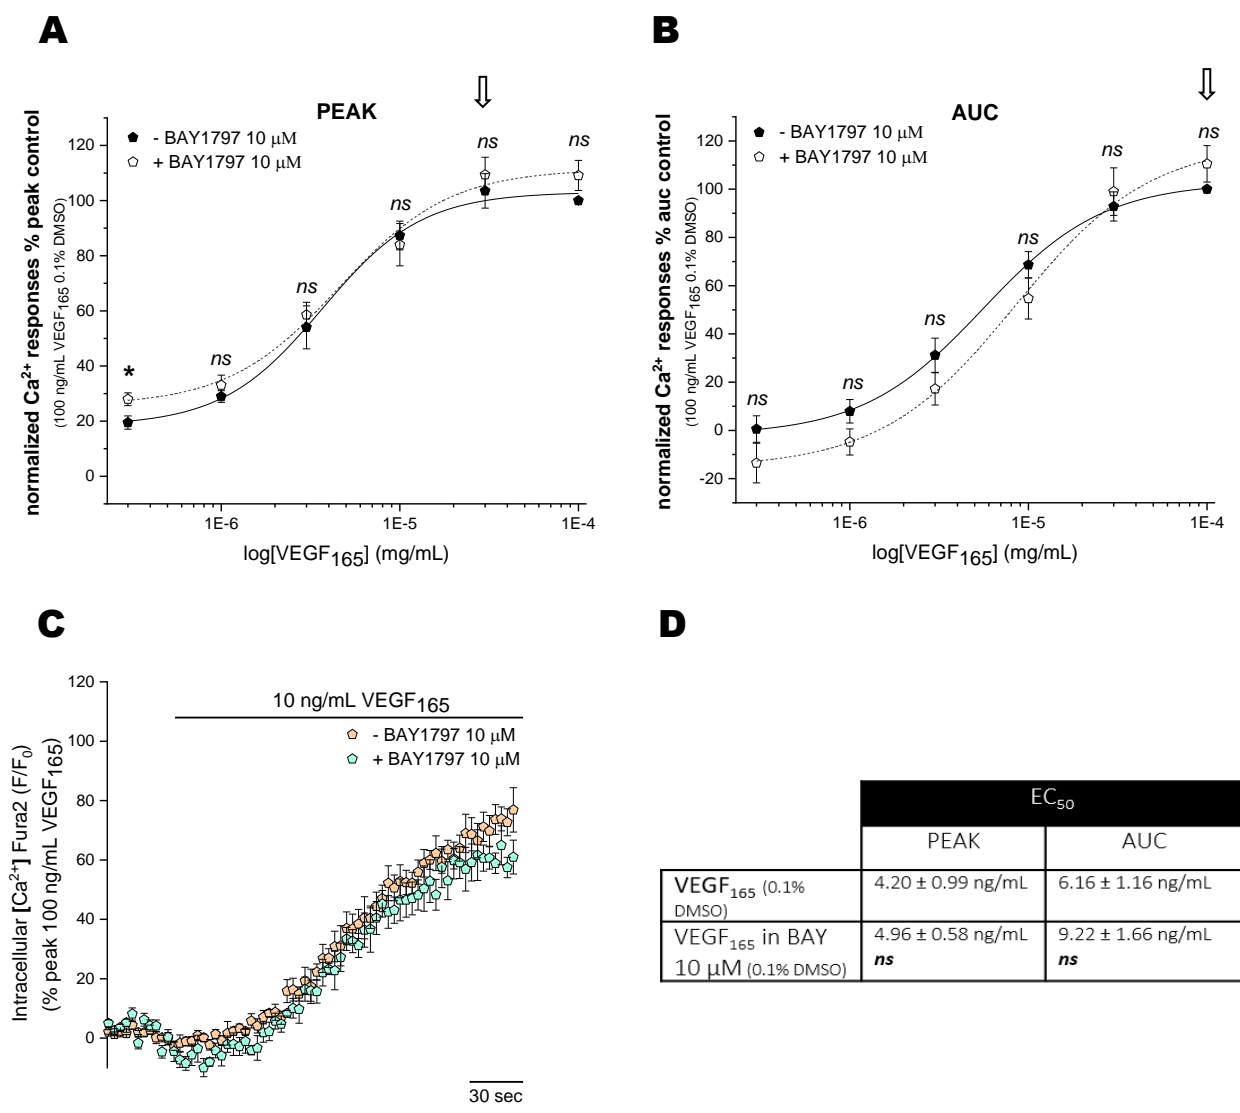 A
PEAK
- BAY1797 10 μM
+ BAY1797 10 μM
normalized Ca²⁺ responses % peak control
(100 ng/mL VEGF₁₆₅ 0.1% DMSO)
120
100
80
60
40
20
0
*
ns
ns
ns
ns
ns
1E-6
1E-5
1E-4
log[VEGF₁₆₅] (mg/mL)
B
AUC
- BAY1797 10 μM
+ BAY1797 10 μM
normalized Ca²⁺ responses % auc control
(100 ng/mL VEGF₁₆₅ 0.1% DMSO)
120
100
80
60
40
20
0
-20
ns
ns
ns
ns
ns
ns
1E-6
1E-5
1E-4
log[VEGF₁₆₅] (mg/mL)
C
Intracellular [Ca²⁺] Fura2 (F/F₀)
(% peak 100 ng/mL VEGF₁₆₅)
120
100
80
60
40
20
0
10 ng/mL VEGF₁₆₅
- BAY1797 10 μM
+ BAY1797 10 μM
30 sec
D
EC₅₀
PEAK AUC
VEGF₁₆₅ (0.1% 4.20 ± 0.99 ng/mL 6.16 ± 1.16 ng/mL
DMSO)
VEGF₁₆₅ in BAY 4.96 ± 0.58 ng/mL 9.22 ± 1.66 ng/mL
10 μM (0.1% DMSO) ns ns